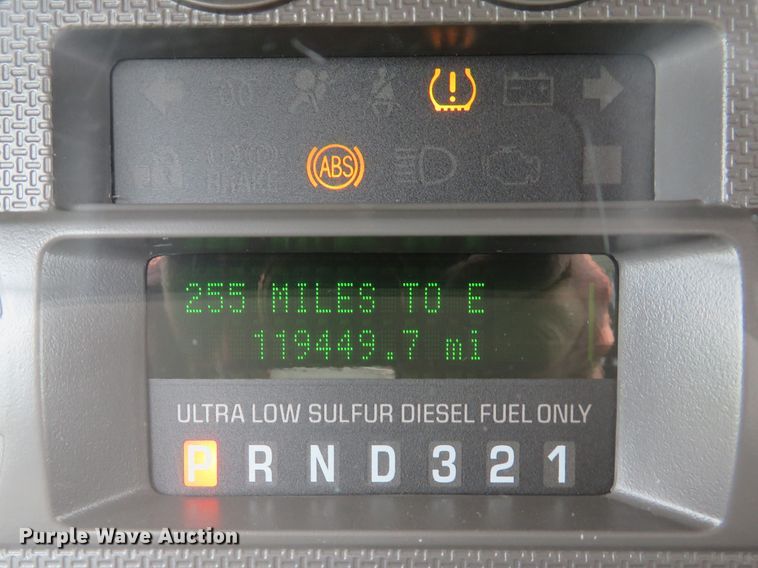 BRAKE
ABS
255 MILES TO E
119449.7 mi
ULTRA LOW SULFUR DIESEL FUEL ONLY
P R N D 3 2 1
Purple Wave Auction